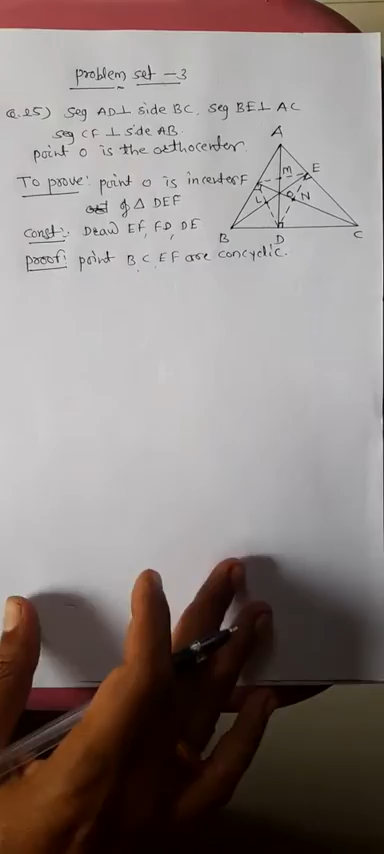 problem set -3
Q.25) seg AD⊥ side BC, seg BE⊥ AC
seg CF ⊥ side AB.
point O is the orthocenter.
To prove: point O is incenter
of Δ DEF
Const:. Draw EF, FD, DE
proof: point B C E F are concyclic.
A
M
E
F
L
O
N
B
D
C